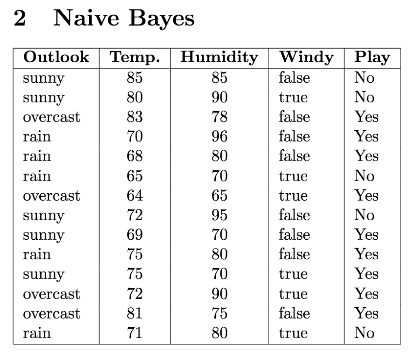 2 Naive Bayes
Outlook Temp. Humidity Windy Play
sunny 85 85 false No
sunny 80 90 true No
overcast 83 78 false Yes
rain 70 96 false Yes
rain 68 80 false Yes
rain 65 70 true No
overcast 64 65 true Yes
sunny 72 95 false No
sunny 69 70 false Yes
rain 75 80 false Yes
sunny 75 70 true Yes
overcast 72 90 true Yes
overcast 81 75 false Yes
rain 71 80 true No